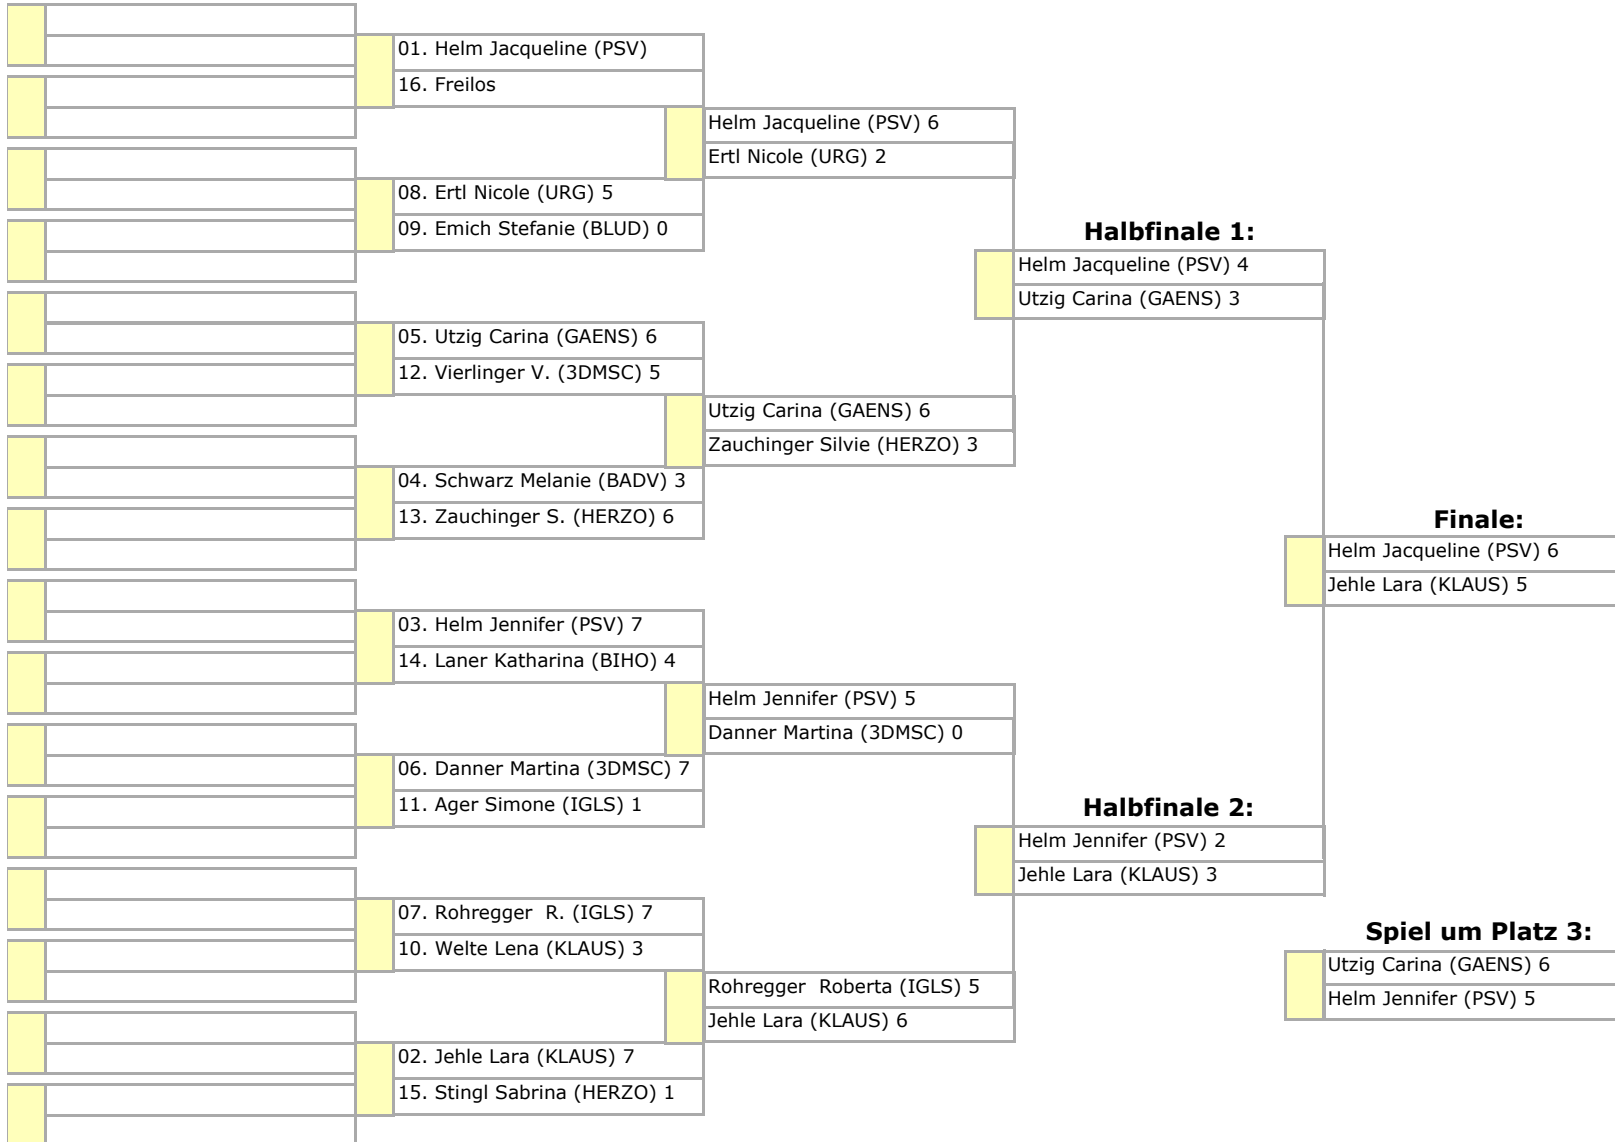 01. Helm Jacqueline (PSV)
16. Freilos
Helm Jacqueline (PSV) 6
Ertl Nicole (URG) 2
08. Ertl Nicole (URG) 5
09. Emich Stefanie (BLUD) 0
Halbfinale 1:
Helm Jacqueline (PSV) 4
Utzig Carina (GAENS) 3
05. Utzig Carina (GAENS) 6
12. Vierlinger V. (3DMSC) 5
Utzig Carina (GAENS) 6
Zauchinger Silvie (HERZO) 3
04. Schwarz Melanie (BADV) 3
13. Zauchinger S. (HERZO) 6
Finale:
Helm Jacqueline (PSV) 6
Jehle Lara (KLAUS) 5
03. Helm Jennifer (PSV) 7
14. Laner Katharina (BIHO) 4
Helm Jennifer (PSV) 5
Danner Martina (3DMSC) 0
06. Danner Martina (3DMSC) 7
11. Ager Simone (IGLS) 1
Halbfinale 2:
Helm Jennifer (PSV) 2
Jehle Lara (KLAUS) 3
07. Rohregger  R. (IGLS) 7
10. Welte Lena (KLAUS) 3
Spiel um Platz 3:
Utzig Carina (GAENS) 6
Helm Jennifer (PSV) 5
Rohregger  Roberta (IGLS) 5
Jehle Lara (KLAUS) 6
02. Jehle Lara (KLAUS) 7
15. Stingl Sabrina (HERZO) 1